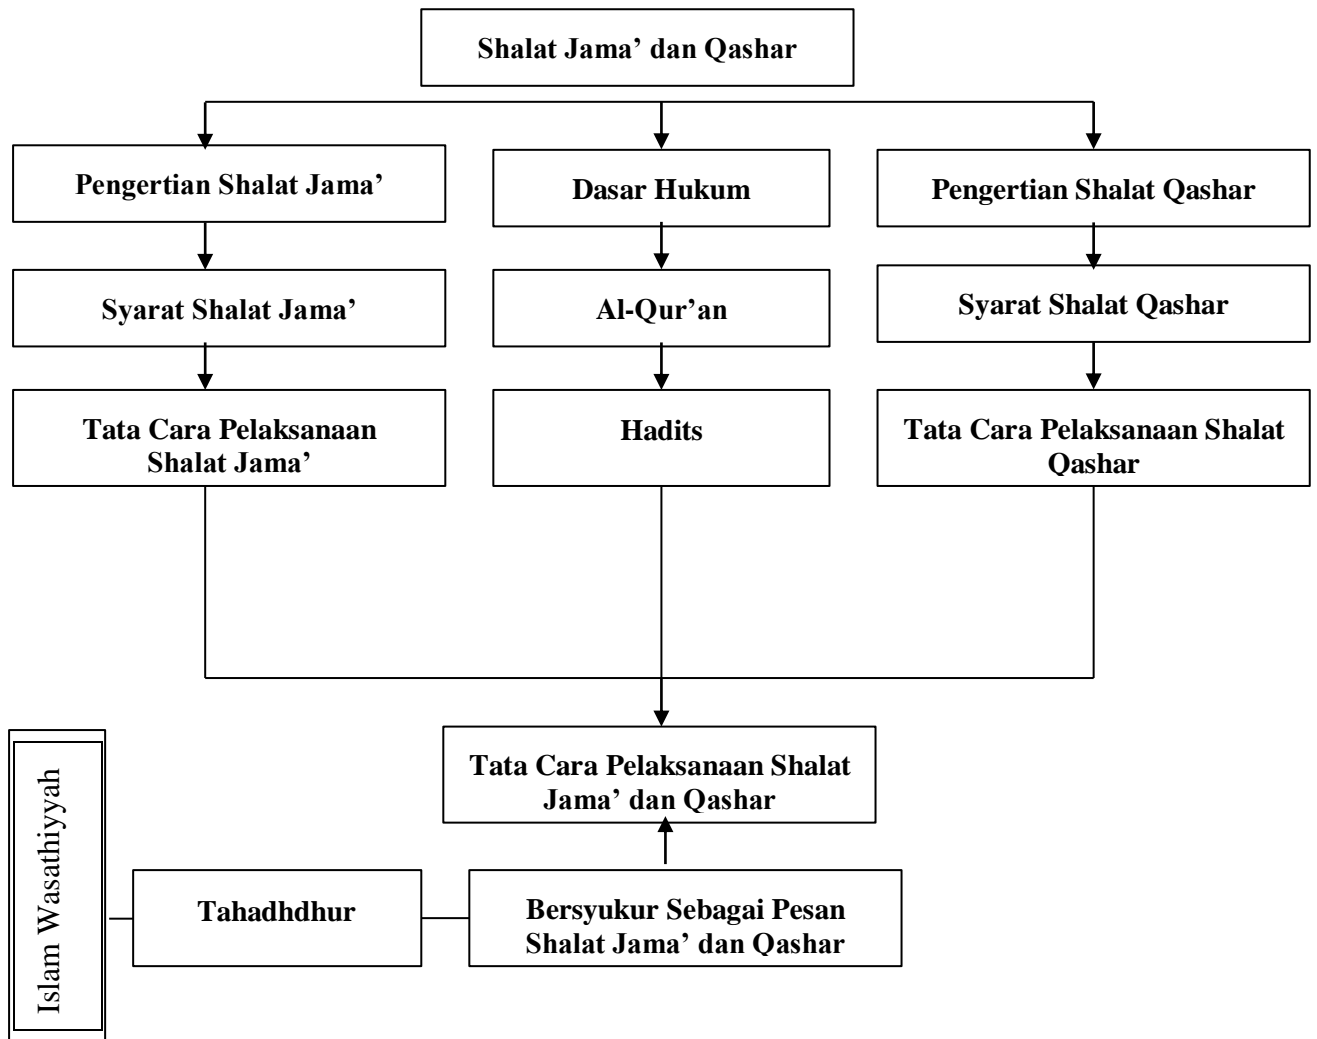 Shalat Jama’ dan Qashar
Pengertian Shalat Jama’
Dasar Hukum
Pengertian Shalat Qashar
Syarat Shalat Jama’
Al-Qur’an
Syarat Shalat Qashar
Tata Cara Pelaksanaan
Shalat Jama’
Hadits
Tata Cara Pelaksanaan Shalat
Qashar
Tata Cara Pelaksanaan Shalat
Jama’ dan Qashar
Islam Wasathiyyah
Tahadhdhur
Bersyukur Sebagai Pesan
Shalat Jama’ dan Qashar